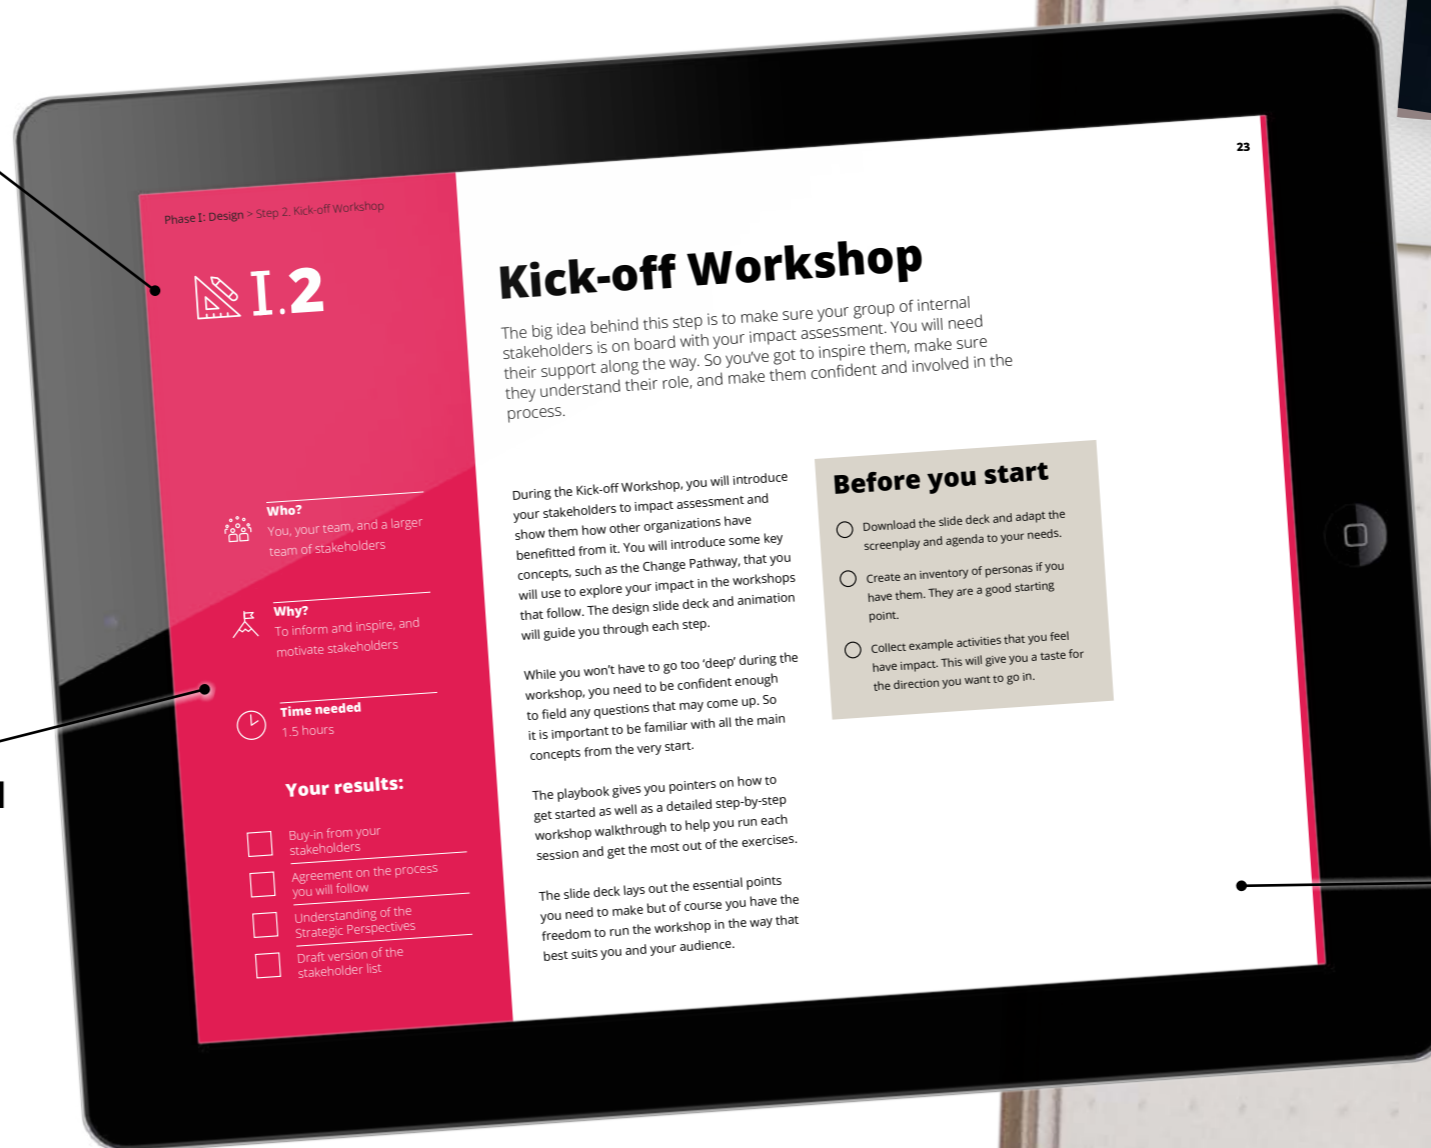 23
Phase I: Design > Step 2. Kick-off Workshop
I.2
Who?
You, your team, and a larger
team of stakeholders
Why?
To inform and inspire, and
motivate stakeholders
Time needed
1.5 hours
Your results:
Buy-in from your
stakeholders
Agreement on the process
you will follow
Understanding of the
Strategic Perspectives
Draft version of the
stakeholder list
Kick-off Workshop
The big idea behind this step is to make sure your group of internal
stakeholders is on board with your impact assessment. You will need
their support along the way. So you've got to inspire them, make sure
they understand their role, and make them confident and involved in the
process.
During the Kick-off Workshop, you will introduce
your stakeholders to impact assessment and
show them how other organizations have
benefitted from it. You will introduce some key
concepts, such as the Change Pathway, that you
will use to explore your impact in the workshops
that follow. The design slide deck and animation
will guide you through each step.
While you won't have to go too 'deep' during the
workshop, you need to be confident enough
to field any questions that may come up. So
it is important to be familiar with all the main
concepts from the very start.
The playbook gives you pointers on how to
get started as well as a detailed step-by-step
workshop walkthrough to help you run each
session and get the most out of the exercises.
The slide deck lays out the essential points
you need to make but of course you have the
freedom to run the workshop in the way that
best suits you and your audience.
Before you start
Download the slide deck and adapt the
screenplay and agenda to your needs.
Create an inventory of personas if you
have them. They are a good starting
point.
Collect example activities that you feel
have impact. This will give you a taste for
the direction you want to go in.